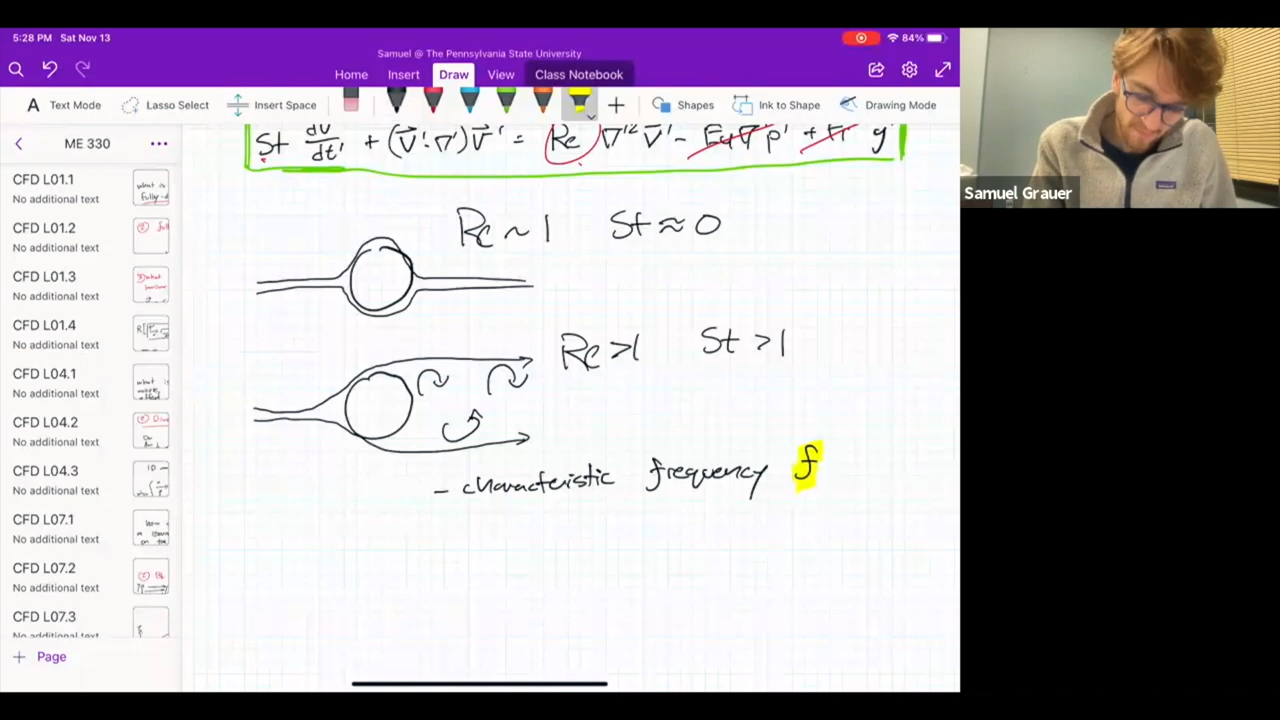 5:28 PM Sat Nov 13
84%
Samuel @ The Pennsylvania State University
Home Insert Draw View Class Notebook
A Text Mode Lasso Select Insert Space Shapes Ink to Shape Drawing Mode
ME 330
CFD L01.1
No additional text
CFD L01.2
No additional text
CFD L01.3
No additional text
CFD L01.4
No additional text
CFD L04.1
No additional text
CFD L04.2
No additional text
CFD L04.3
No additional text
CFD L07.1
No additional text
CFD L07.2
No additional text
CFD L07.3
No additional text
Page
Re ~ 1 St ≈ 0
Re > 1 St > 1
- characteristic frequency f
Samuel Grauer